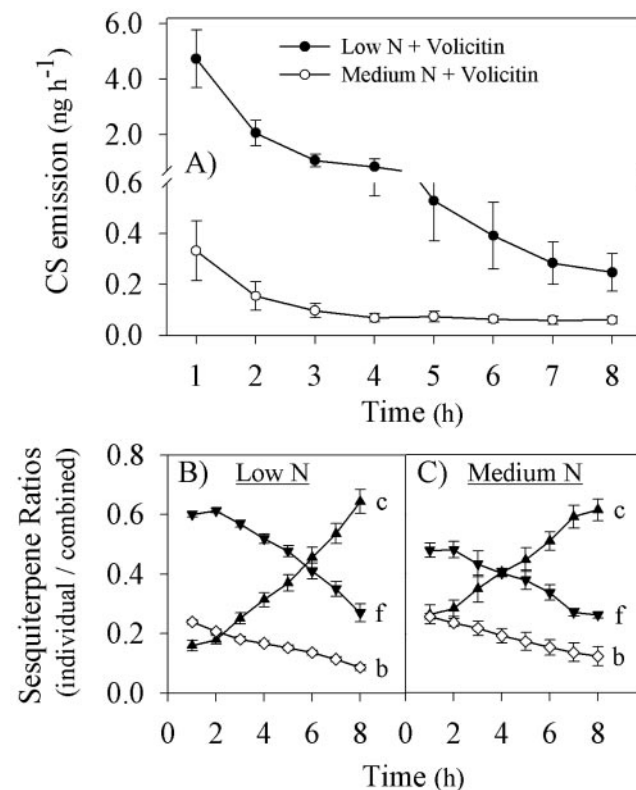 6.0
4.0
2.0
0.6
0.4
0.2
0.0
CS emission (ng h⁻¹)
Low N + Volicitin
Medium N + Volicitin
A)
1 2 3 4 5 6 7 8
Time (h)
0.8
0.6
0.4
0.2
0.0
Sesquiterpene Ratios
(individual / combined)
B) Low N
c
f
b
0 2 4 6 8
Time (h)
C) Medium N
c
f
b
0 2 4 6 8
Time (h)